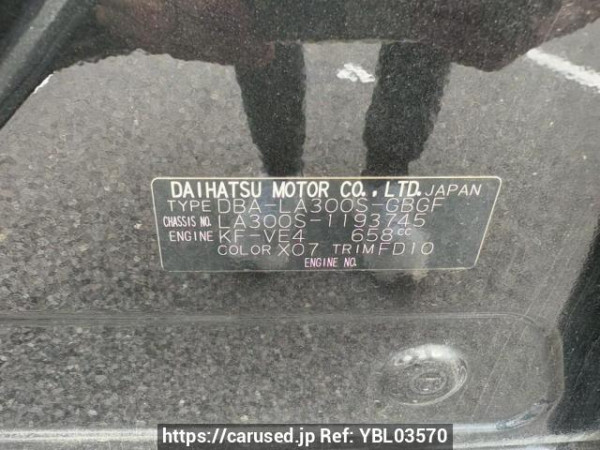 DAIHATSU MOTOR CO., LTD. JAPAN
TYPE DBA-LA300S-GBGF
CHASSIS NO. LA300S-1193745
ENGINE KF-VE4 658cc
COLOR X07 TRIM FD10
ENGINE NO.
https://carused.jp Ref: YBL03570